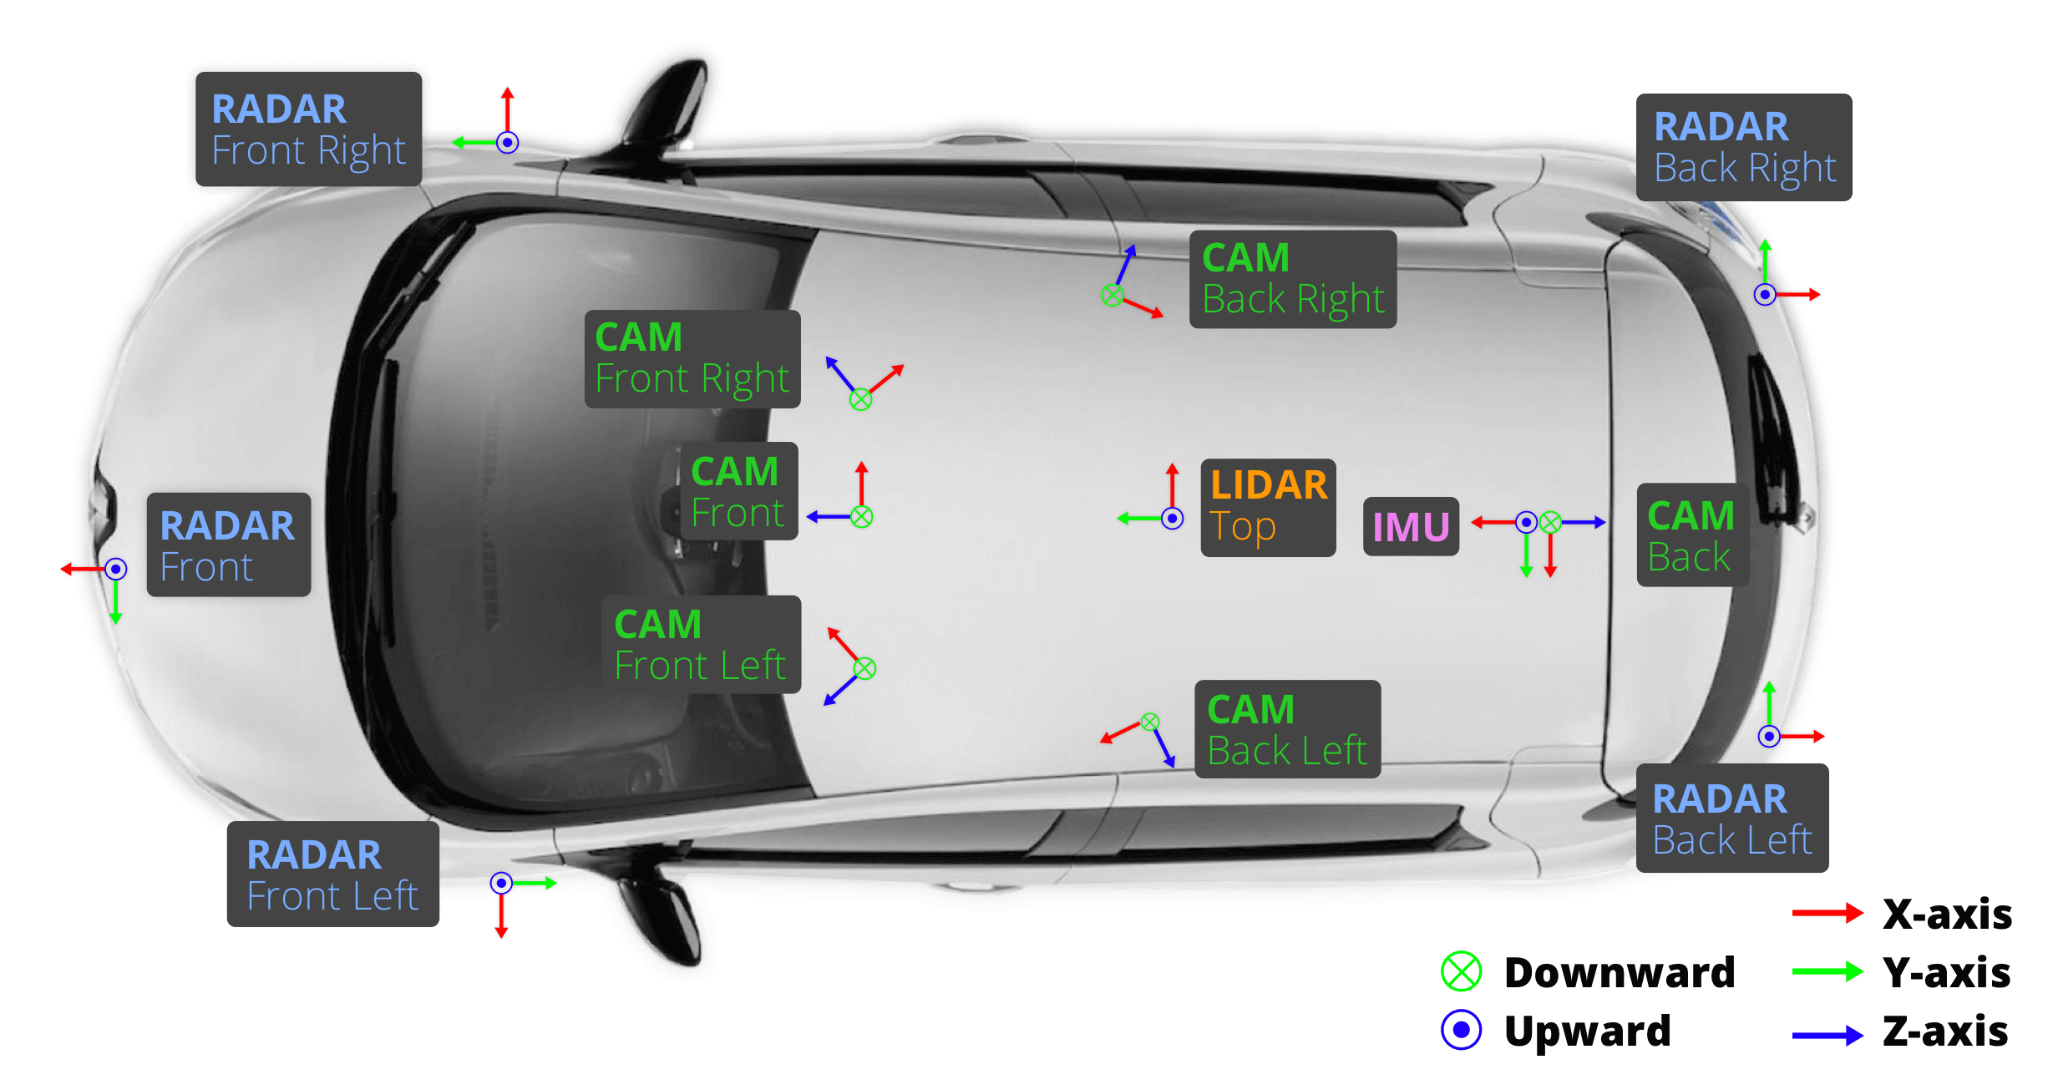 RADAR
Front Right
RADAR
Back Right
CAM
Back Right
CAM
Front Right
CAM
Front
LIDAR
Top
IMU
CAM
Back
RADAR
Front
CAM
Front Left
CAM
Back Left
RADAR
Back Left
RADAR
Front Left
X-axis
Downward
Y-axis
Upward
Z-axis